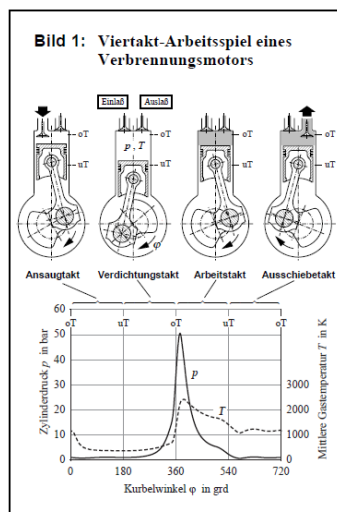 Bild 1: Viertakt-Arbeitsspiel eines
Verbrennungsmotors
Einlaß Auslaß
oT oT oT
p , T
uT uT uT
φ
Ansaugtakt Verdichtungstakt Arbeitstakt Ausschiebetakt
60
oT uT oT uT oT
50
p
40
30 3000
T
20 2000
10 1000
0 0
0 180 360 540 720
Zylinderdruck p in bar
Mittlere Gastemperatur T in K
Kurbelwinkel φ in grd